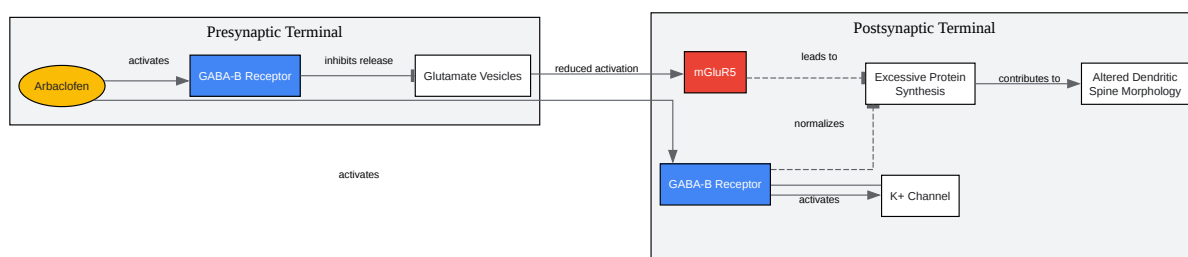 Presynaptic Terminal
Postsynaptic Terminal
activates
inhibits release
Arbaclofen
GABA-B Receptor
Glutamate Vesicles
reduced activation
mGluR5
leads to
Excessive Protein
Synthesis
contributes to
Altered Dendritic
Spine Morphology
normalizes
activates
GABA-B Receptor
activates
K+ Channel